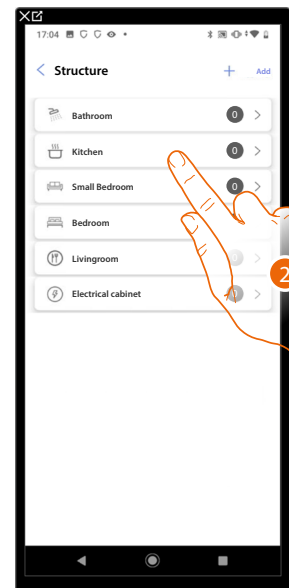 17:04
Structure
+ Add
Bathroom 0
Kitchen 0
Small Bedroom 0
Bedroom
Livingroom
Electrical cabinet
2